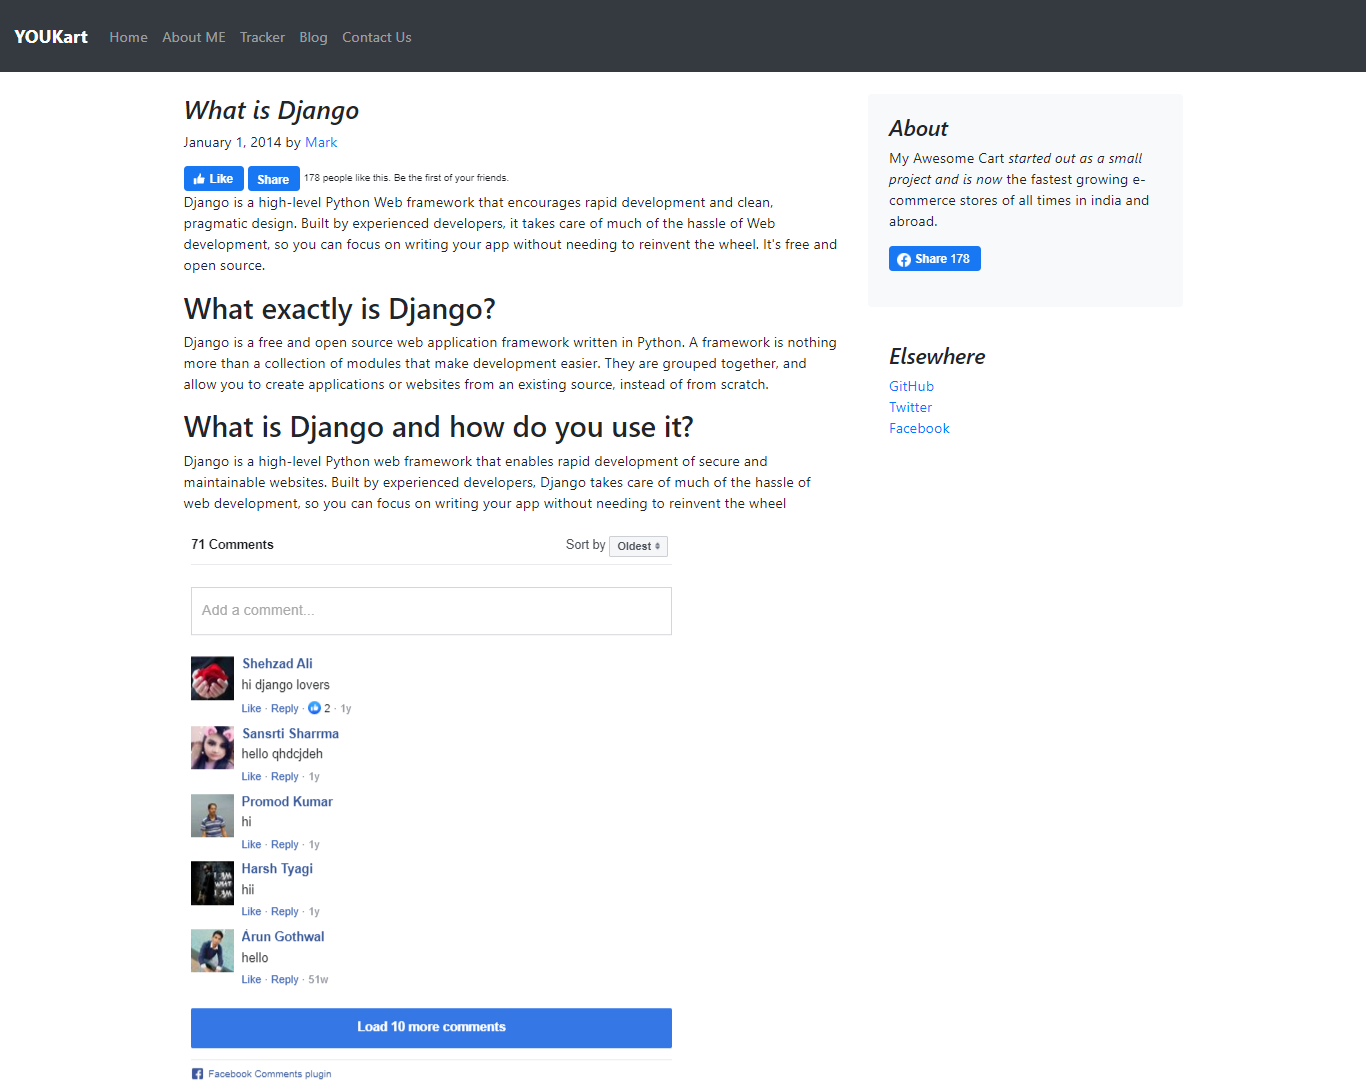 YOUKart Home About ME Tracker Blog Contact Us
What is Django
January 1, 2014 by Mark
Like Share 178 people like this. Be the first of your friends.
Django is a high-level Python Web framework that encourages rapid development and clean,
pragmatic design. Built by experienced developers, it takes care of much of the hassle of Web
development, so you can focus on writing your app without needing to reinvent the wheel. It's free and
open source.
What exactly is Django?
Django is a free and open source web application framework written in Python. A framework is nothing
more than a collection of modules that make development easier. They are grouped together, and
allow you to create applications or websites from an existing source, instead of from scratch.
What is Django and how do you use it?
Django is a high-level Python web framework that enables rapid development of secure and
maintainable websites. Built by experienced developers, Django takes care of much of the hassle of
web development, so you can focus on writing your app without needing to reinvent the wheel
71 Comments Sort by Oldest
Add a comment...
Shehzad Ali
hi django lovers
Like · Reply · 2 · 1y
Sansrti Sharrma
hello qhdcjdeh
Like · Reply · 1y
Promod Kumar
hi
Like · Reply · 1y
I AM
WHAT
I AM
Harsh Tyagi
hii
Like · Reply · 1y
Arun Gothwal
hello
Like · Reply · 51w
Load 10 more comments
Facebook Comments plugin
About
My Awesome Cart started out as a small
project and is now the fastest growing e-
commerce stores of all times in india and
abroad.
Share 178
Elsewhere
GitHub
Twitter
Facebook